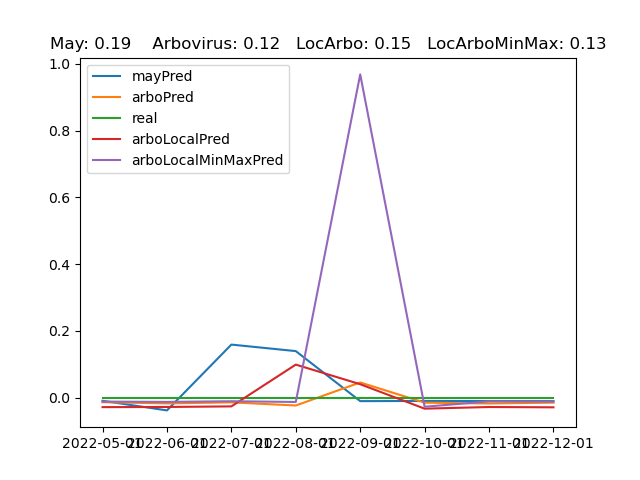 May: 0.19    Arbovirus: 0.12   LocArbo: 0.15   LocArboMinMax: 0.13
mayPred
arboPred
real
arboLocalPred
arboLocalMinMaxPred
1.0
0.8
0.6
0.4
0.2
0.0
2022-05-01 2022-06-01 2022-07-01 2022-08-01 2022-09-01 2022-10-01 2022-11-01 2022-12-01